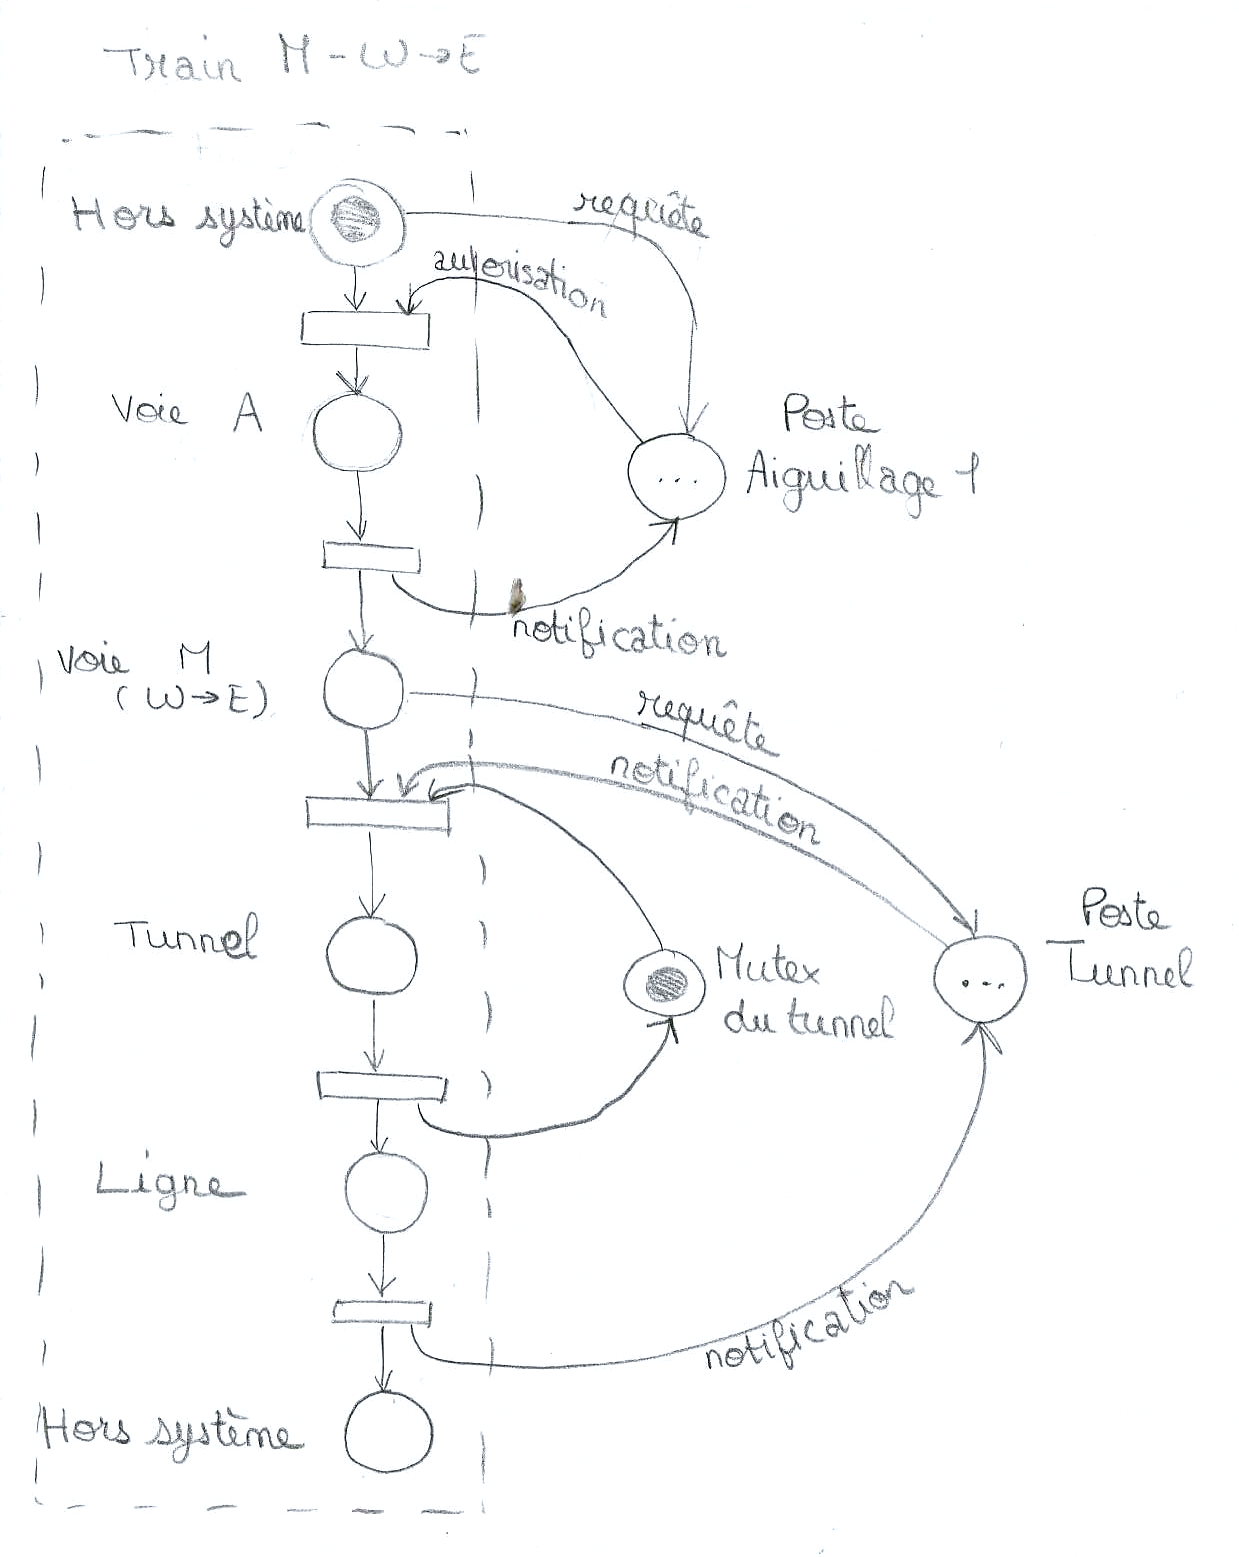 Train M-W→E
Hors système
requête
autorisation
Voie A
Poste
Aiguillage 1
...
notification
Voie M
(W→E)
requête
notification
Tunnel
Mutex
du tunnel
Poste
Tunnel
...
Ligne
notification
Hors système